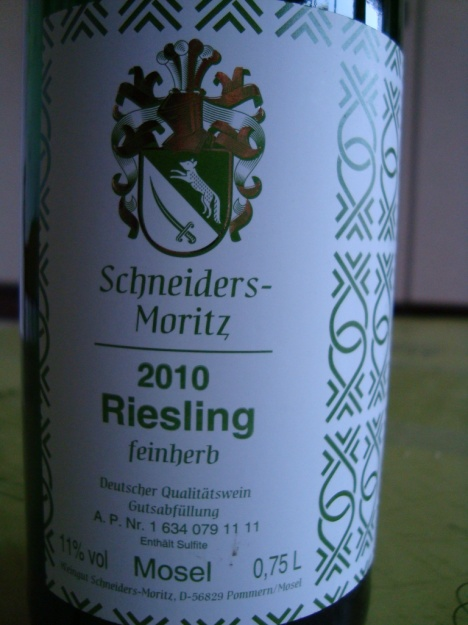 Schneiders-
Moritz
2010
Riesling
feinherb
Deutscher Qualitätswein
Gutsabfüllung
A. P. Nr. 1 634 079 11 11
Enthält Sulfite
11% vol Mosel 0,75 L
Weingut Schneiders-Moritz, D-56829 Pommern/Mosel